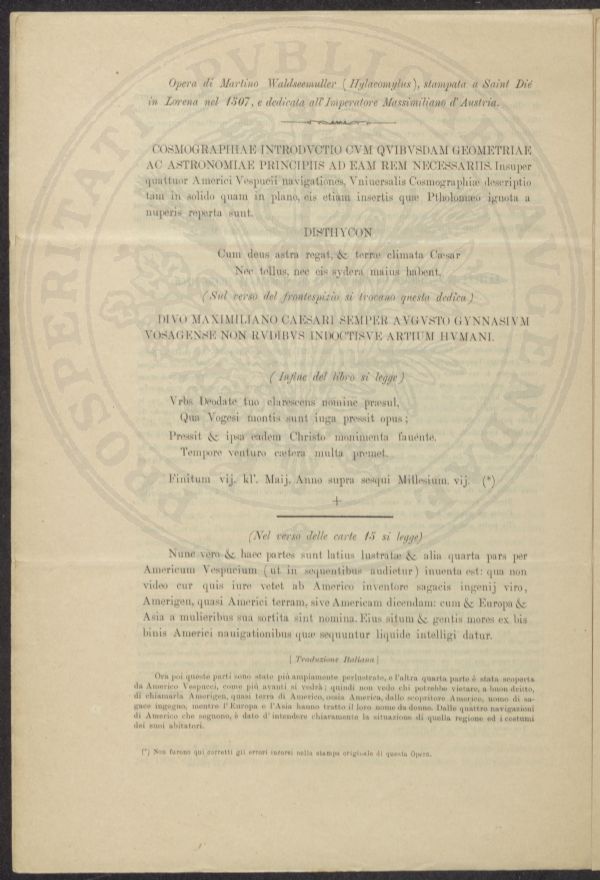 Opera di Martino Waldseemuller (Hylacomylus), stampata a Saint Dié
in Lorena nel 1507, e dedicata all'Imperatore Massimiliano d'Austria.
COSMOGRAPHIAE INTRODVCTIO CVM QVIBVSDAM GEOMETRIAE
AC ASTRONOMIAE PRINCIPIIS AD EAM REM NECESSARIIS. Insuper
quattuor Americi Vespucii navigationes. Vniuersalis Cosmographiæ descriptio
tam in solido quam in plano, eis etiam insertis quæ Ptholomæo ignota a
nuperis reperta sunt.
DISTHYCON
Cum deus astra regat, & terræ climata Cæsar
Nec tellus, nec eis sydera maius habent.
(Sul verso del frontespizio si trovano questa dedica)
DIVO MAXIMILIANO CAESARI SEMPER AVGVSTO GYNNASIVM
VOSAGENSE NON RVDIBVS INDOCTISVE ARTIUM HVMANI.
(Infine del libro si legge)
Vrbs Deodate tuo clarescens nomine præsul,
Qua Vogesi montis sunt iuga pressit opus;
Pressit & ipsa eadem Christo monimenta fauente.
Tempore venturo cætera multa premet.
Finitum vij. kl'. Maij. Anno supra sesqui Millesium. vij. (*)
+
(Nel verso delle carte 15 si legge)
Nunc vero & haec partes sunt latius lustratæ & alia quarta pars per
Americum Vespucium (ut in sequentibus audietur) inuenta est: qua non
video cur quis iure vetet ab Americo inventore sagacis ingenij viro,
Amerigen, quasi Americi terram, sive Americam dicendam: cum & Europa &
Asia a mulieribus sua sortita sint nomina. Eius situm & gentis mores ex bis
binis Americi nauigationibus quæ sequuntur liquide intelligi datur.
[Traduzione Italiana]
Ora poi queste parti sono state più ampiamente perlustrate, e l'altra quarta parte è stata scoperta
da Americo Vespucci, come più avanti si vedrà; quindi non vedo chi potrebbe vietare, a buon dritto,
di chiamarla Amerigen, quasi terra di Americo, ossia America, dallo scopritore Americo, nomo di sa-
gace ingegno, mentre l'Europa e l'Asia hanno tratto il loro nome da donne. Dalle quattro navigazioni
di Americo che seguono, è dato d'intendere chiaramente la situazione di quella regione ed i costumi
dei suoi abitatori.
(*) Non furono qui corretti gli errori incorsi nella stampa originale di questa Opera.
PROSPERITATI PVBLICAE AVGENDAE